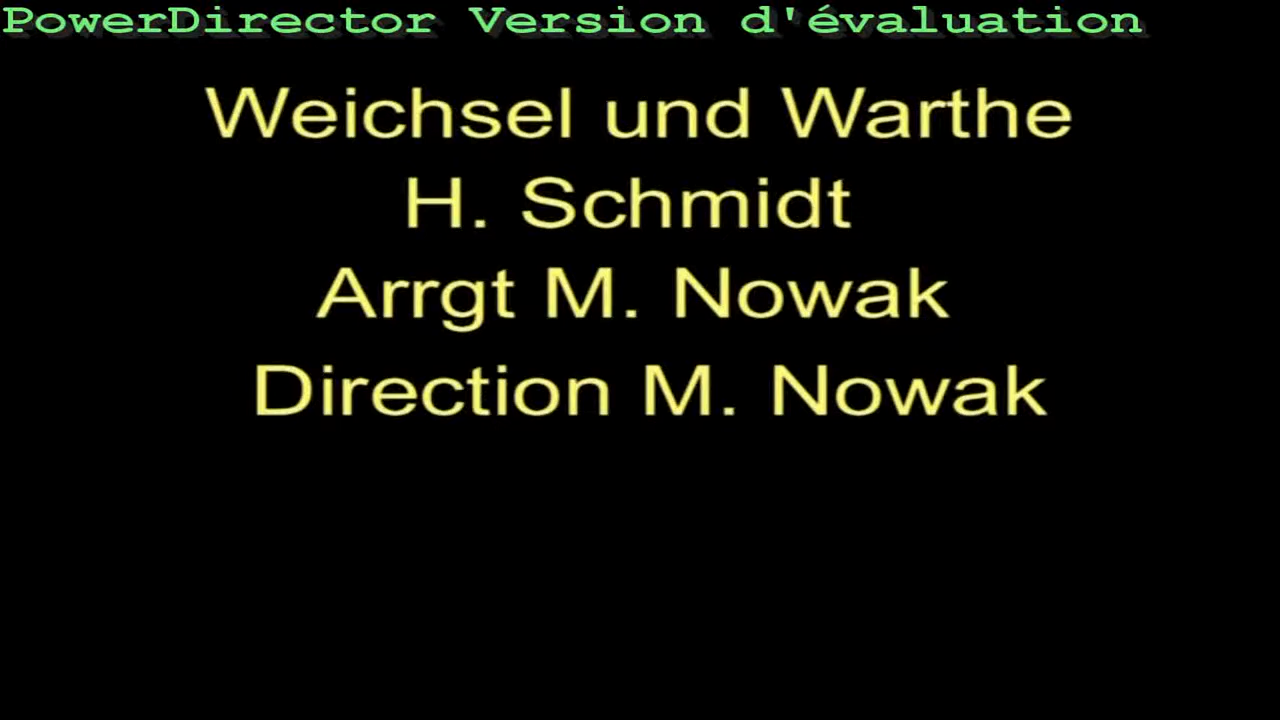 PowerDirector Version d'évaluation
Weichsel und Warthe
H. Schmidt
Arrgt M. Nowak
Direction M. Nowak